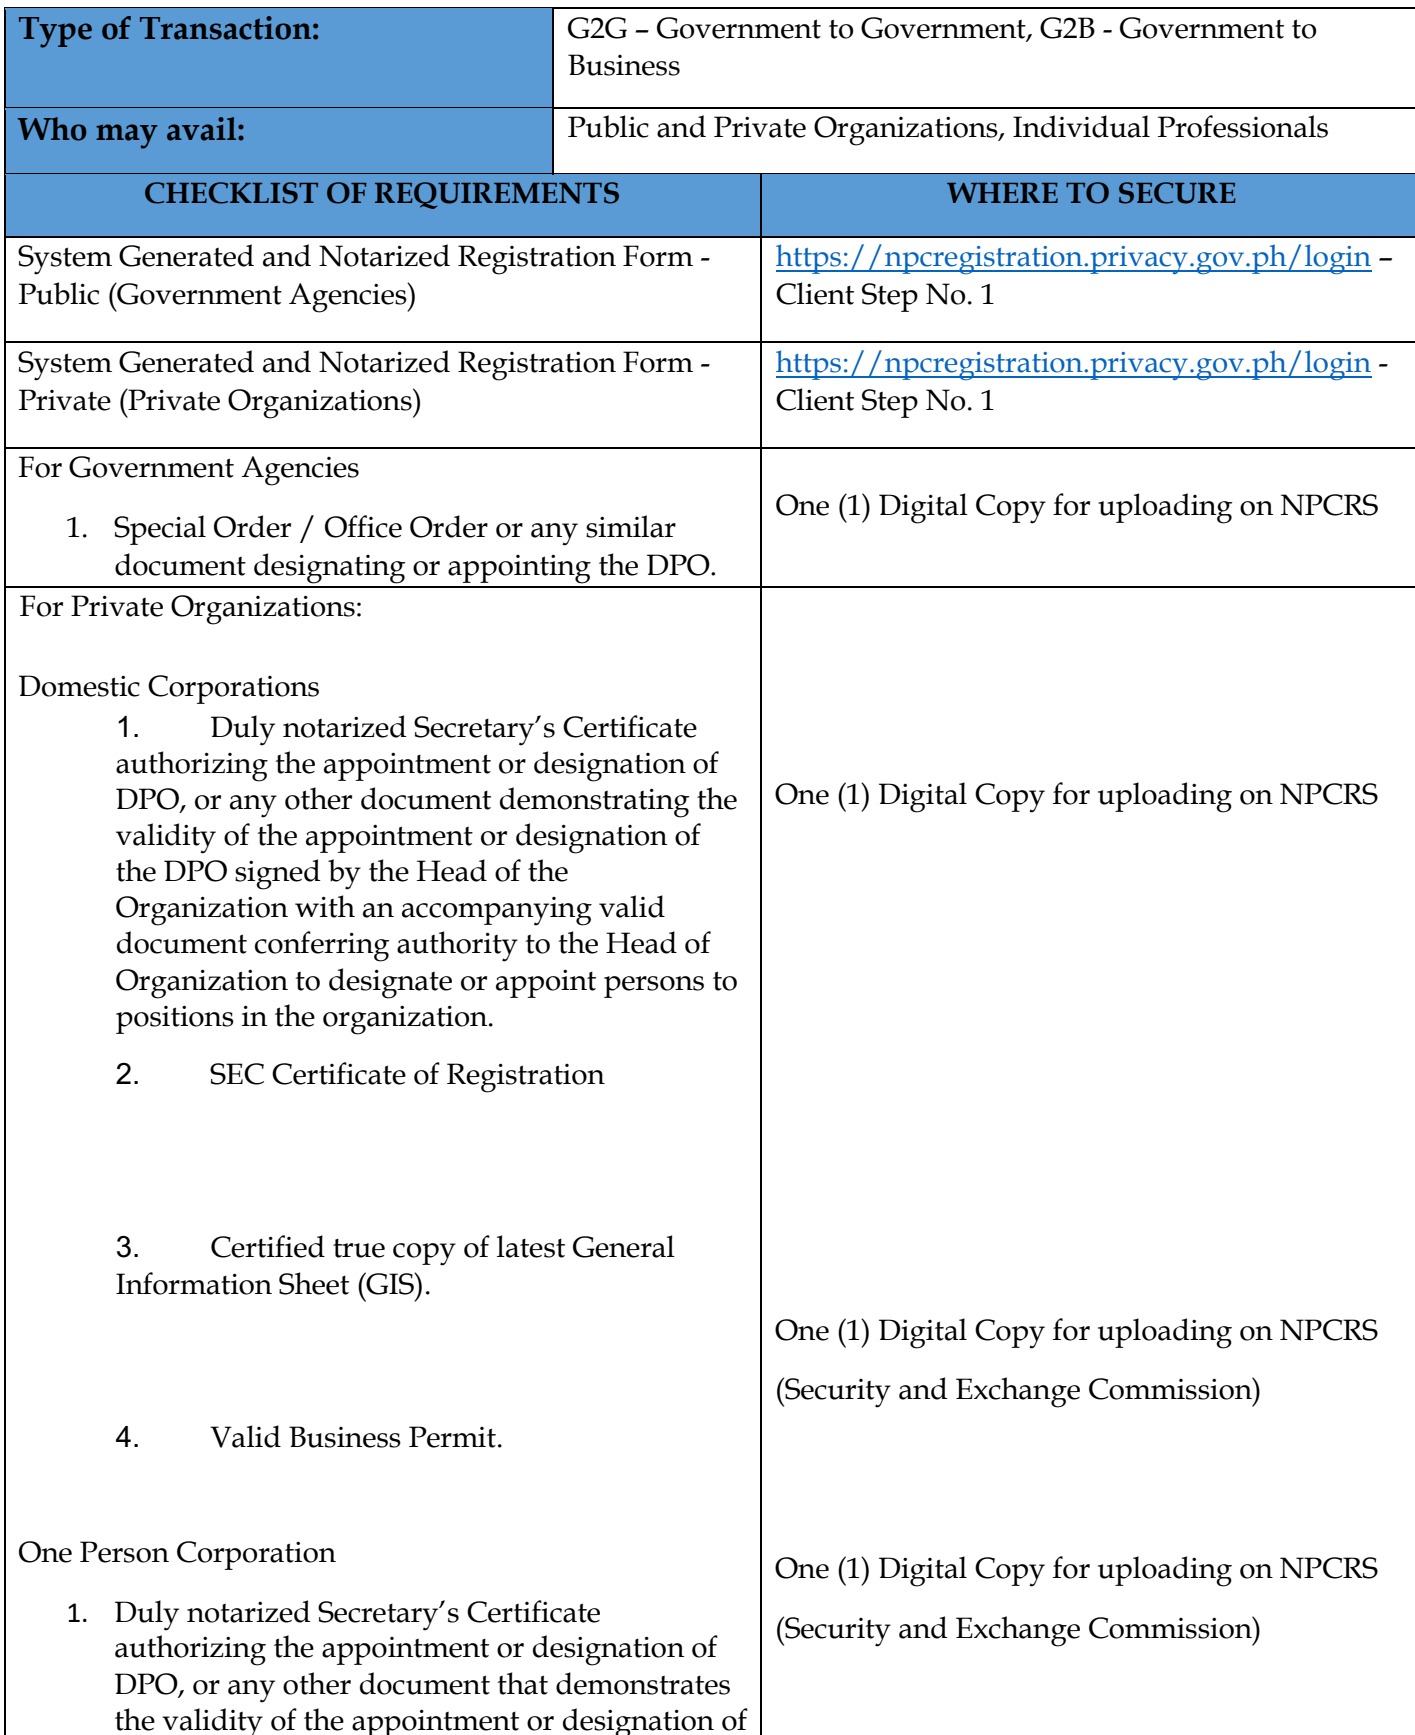 Type of Transaction:
G2G – Government to Government, G2B - Government to
Business
Who may avail:
Public and Private Organizations, Individual Professionals
CHECKLIST OF REQUIREMENTS
WHERE TO SECURE
System Generated and Notarized Registration Form -
Public (Government Agencies)
https://npcregistration.privacy.gov.ph/login –
Client Step No. 1
System Generated and Notarized Registration Form -
Private (Private Organizations)
https://npcregistration.privacy.gov.ph/login -
Client Step No. 1
For Government Agencies
1. Special Order / Office Order or any similar
document designating or appointing the DPO.
One (1) Digital Copy for uploading on NPCRS
For Private Organizations:
Domestic Corporations
1. Duly notarized Secretary’s Certificate
authorizing the appointment or designation of
DPO, or any other document demonstrating the
validity of the appointment or designation of
the DPO signed by the Head of the
Organization with an accompanying valid
document conferring authority to the Head of
Organization to designate or appoint persons to
positions in the organization.
2. SEC Certificate of Registration
3. Certified true copy of latest General
Information Sheet (GIS).
4. Valid Business Permit.
One Person Corporation
1. Duly notarized Secretary’s Certificate
authorizing the appointment or designation of
DPO, or any other document that demonstrates
the validity of the appointment or designation of
One (1) Digital Copy for uploading on NPCRS
One (1) Digital Copy for uploading on NPCRS
(Security and Exchange Commission)
One (1) Digital Copy for uploading on NPCRS
(Security and Exchange Commission)